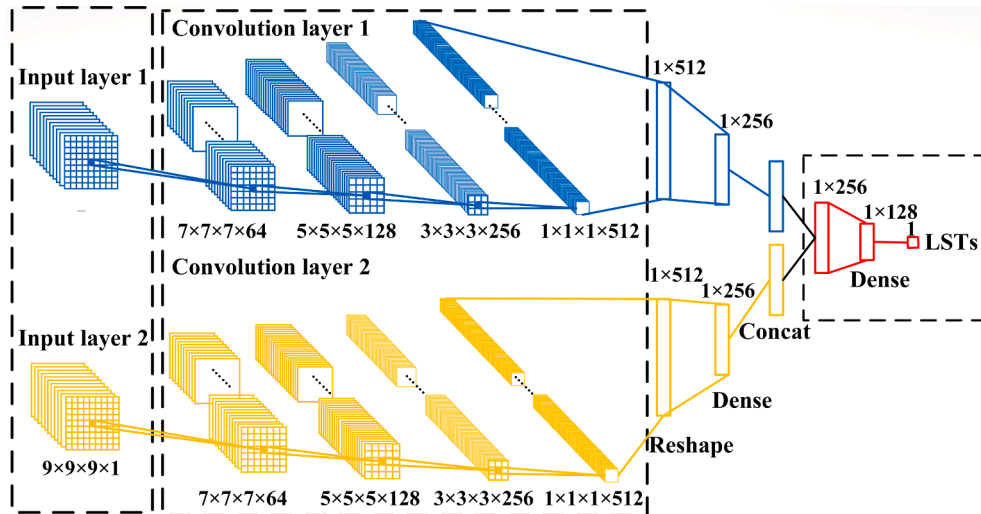 Input layer 1
Convolution layer 1
1×512
1×256
7×7×7×64
5×5×5×128
3×3×3×256
1×1×1×512
1×256
1×128
1
LSTs
Dense
Convolution layer 2
Input layer 2
1×512
1×256
Concat
Dense
Reshape
9×9×9×1
7×7×7×64
5×5×5×128
3×3×3×256
1×1×1×512